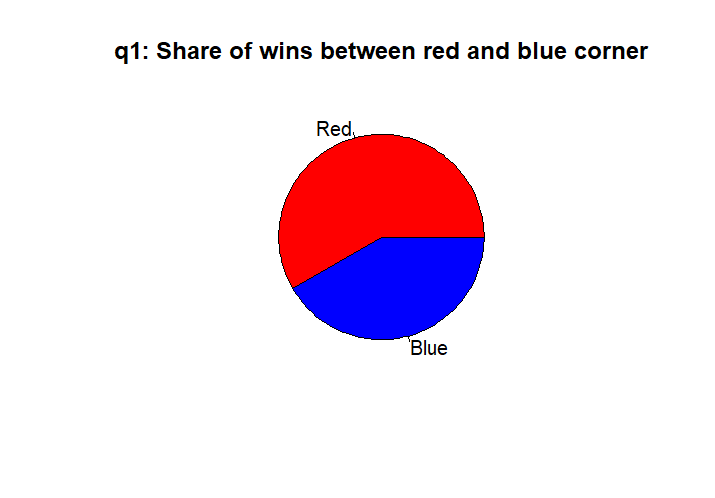 q1: Share of wins between red and blue corner
Red
Blue